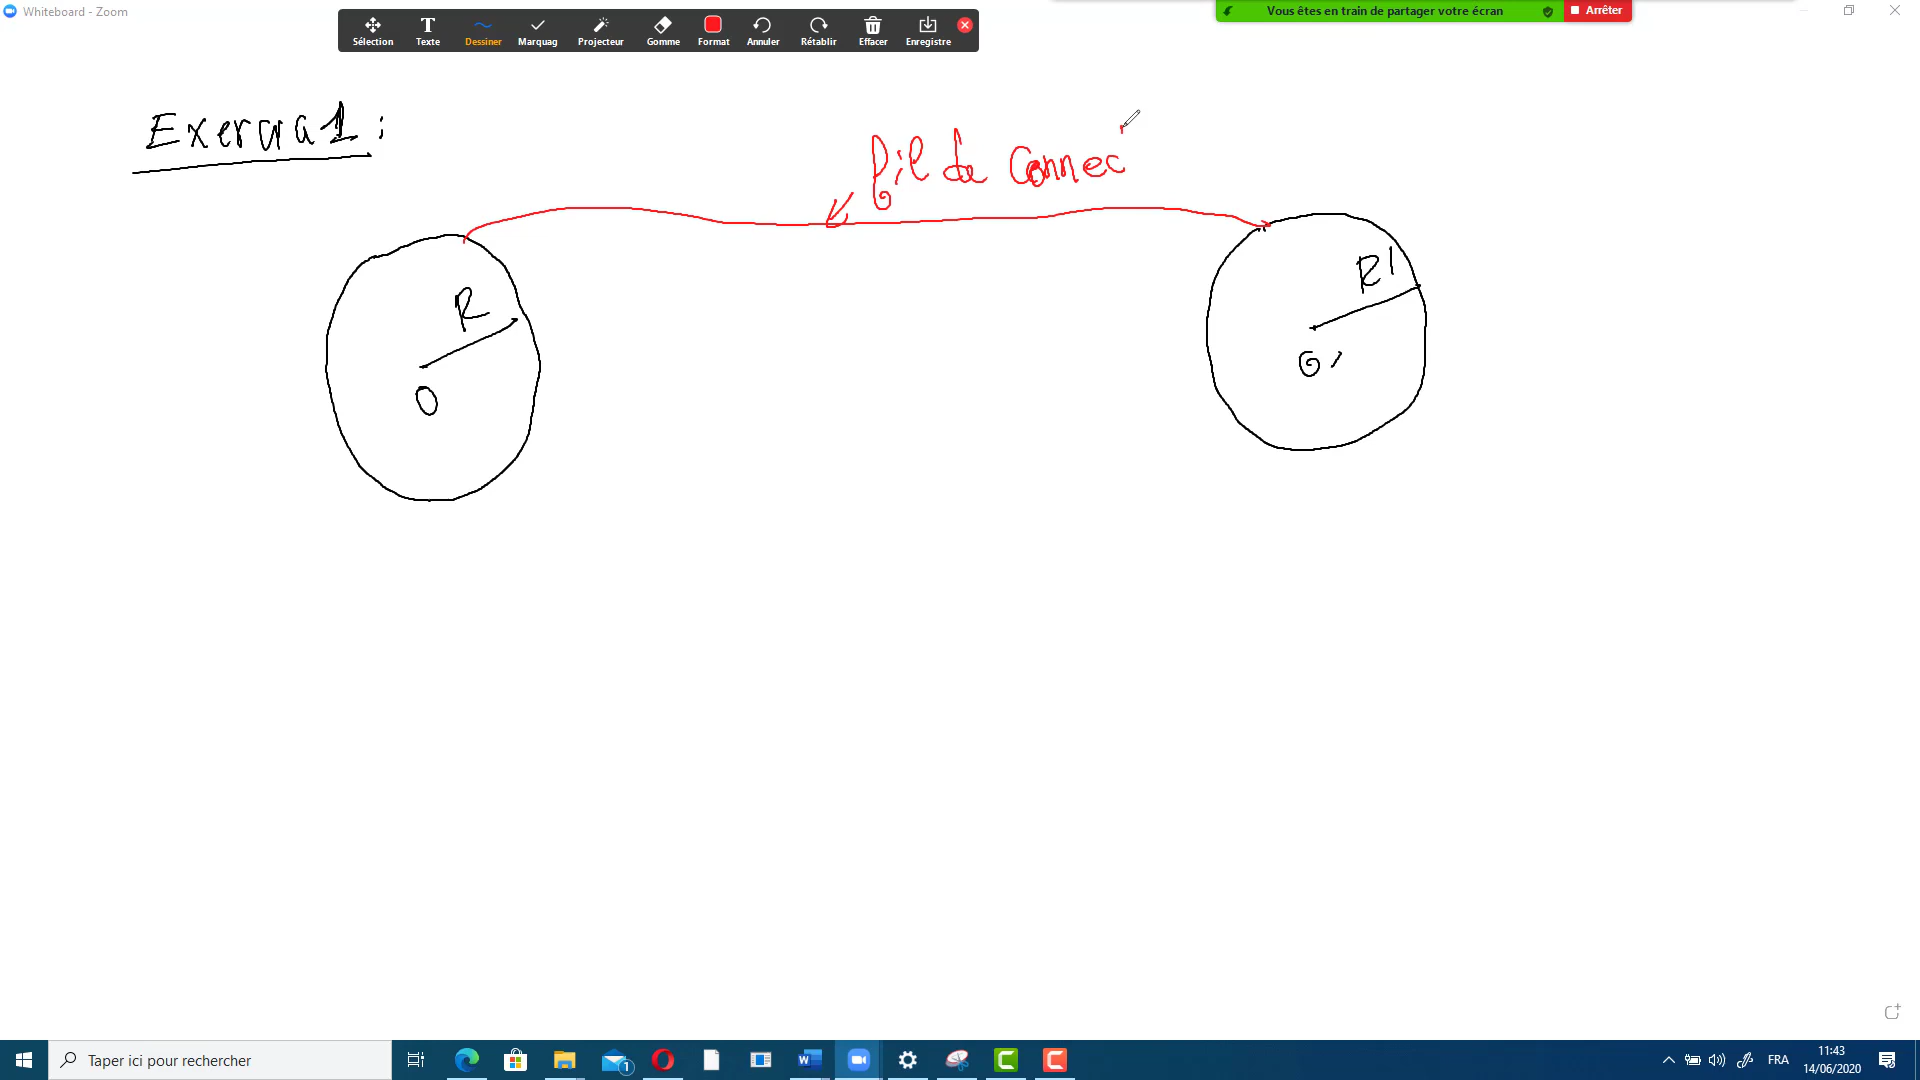 Whiteboard - Zoom
Vous êtes en train de partager votre écran
Arrêter
Sélection Texte Dessiner Marquag Projecteur Gomme Format Annuler Rétablir Effacer Enregistre
Exercice 1 :
fil de Connec
R
O
R'
O'
Taper ici pour rechercher
1
FRA
11:43
14/06/2020